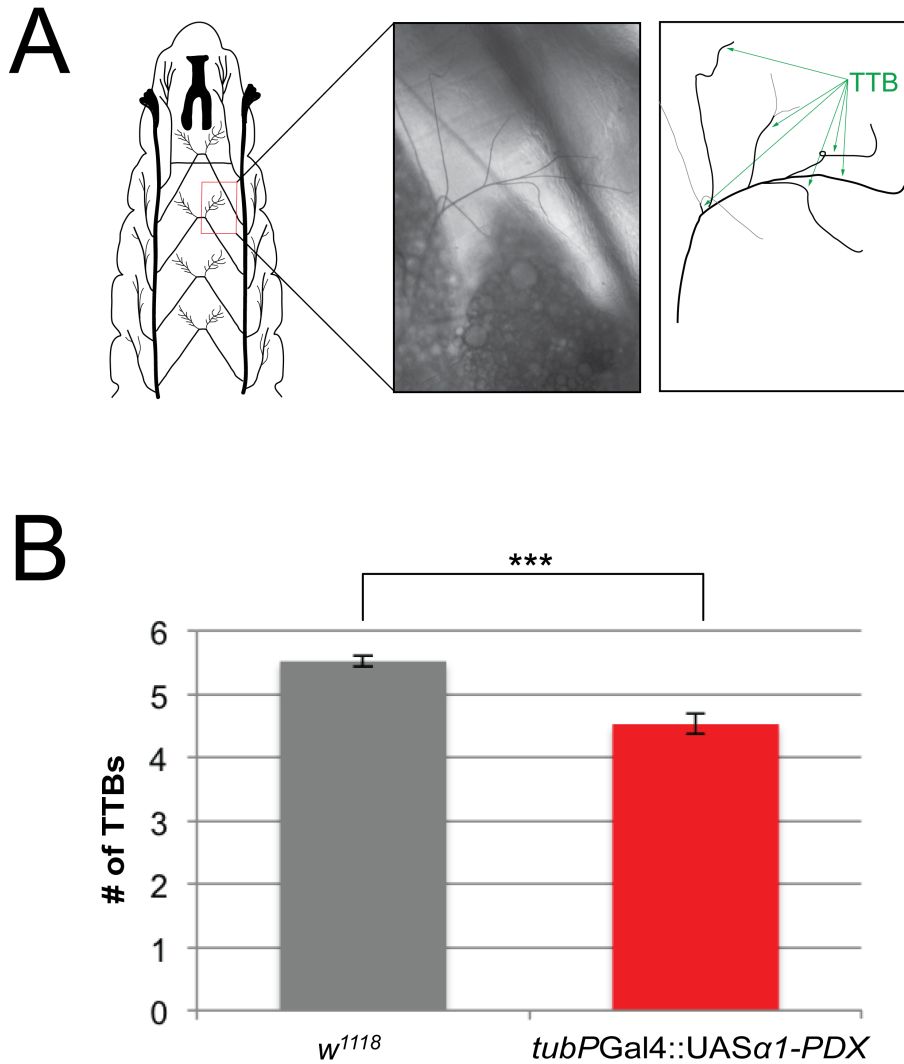 A
TTB
B
***
6
5
4
3
2
1
0
# of TTBs
w¹¹¹⁸
tubPGal4::UASα1-PDX